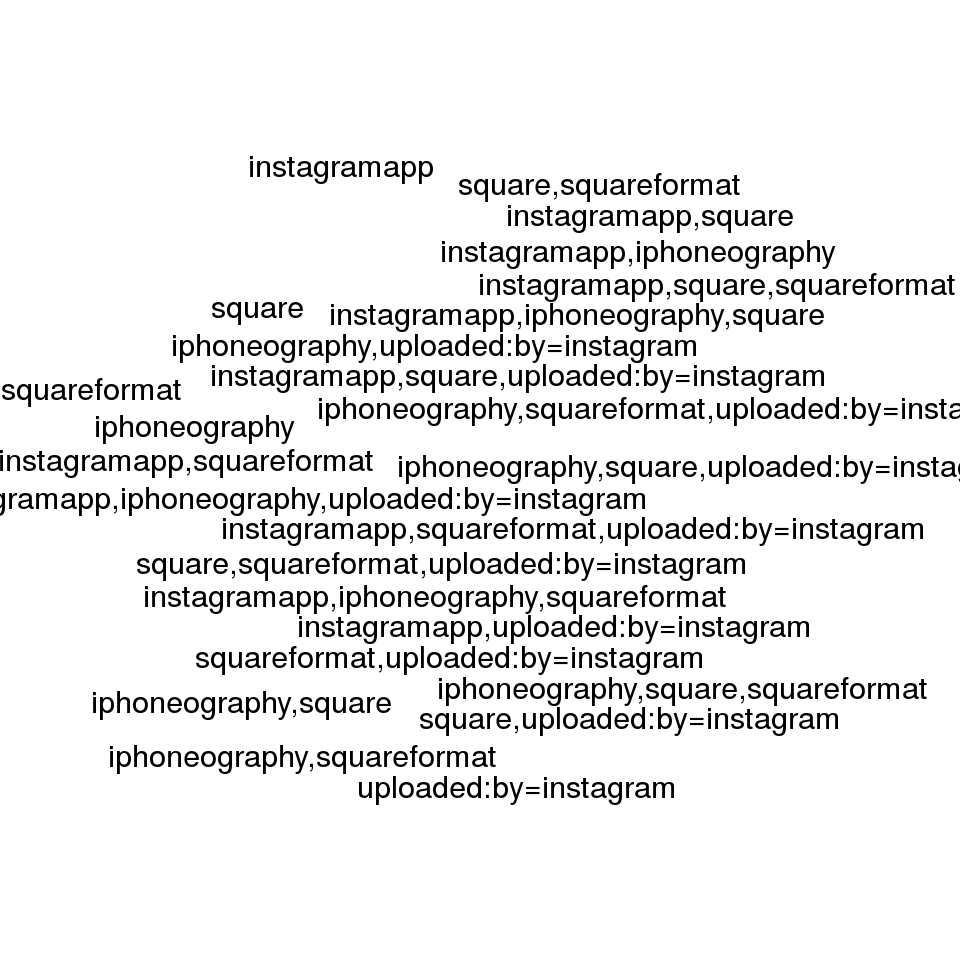 instagramapp
square,squareformat
instagramapp,square
instagramapp,iphoneography
instagramapp,square,squareformat
square
instagramapp,iphoneography,square
iphoneography,uploaded:by=instagram
instagramapp,square,uploaded:by=instagram
squareformat
iphoneography,squareformat,uploaded:by=insta
iphoneography
instagramapp,squareformat
iphoneography,square,uploaded:by=instag
gramapp,iphoneography,uploaded:by=instagram
instagramapp,squareformat,uploaded:by=instagram
square,squareformat,uploaded:by=instagram
instagramapp,iphoneography,squareformat
instagramapp,uploaded:by=instagram
squareformat,uploaded:by=instagram
iphoneography,square,squareformat
iphoneography,square
square,uploaded:by=instagram
iphoneography,squareformat
uploaded:by=instagram